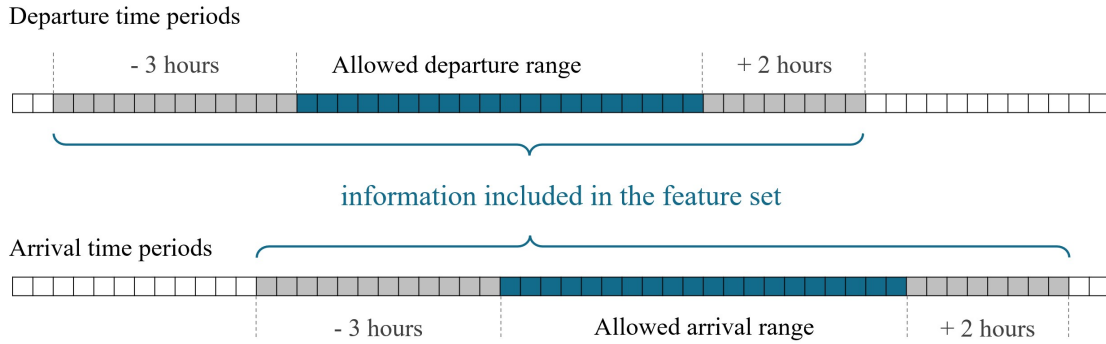 Departure time periods
- 3 hours Allowed departure range + 2 hours
information included in the feature set
Arrival time periods
- 3 hours Allowed arrival range + 2 hours